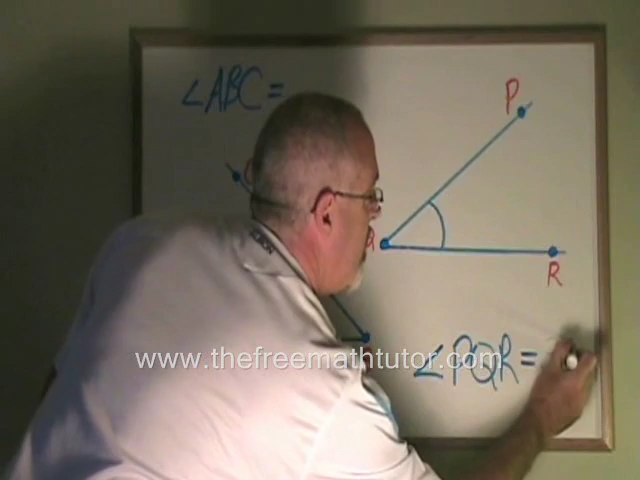 ∠ABC =
P
Q
R
www.thefreemathtutor.com
∠PQR =